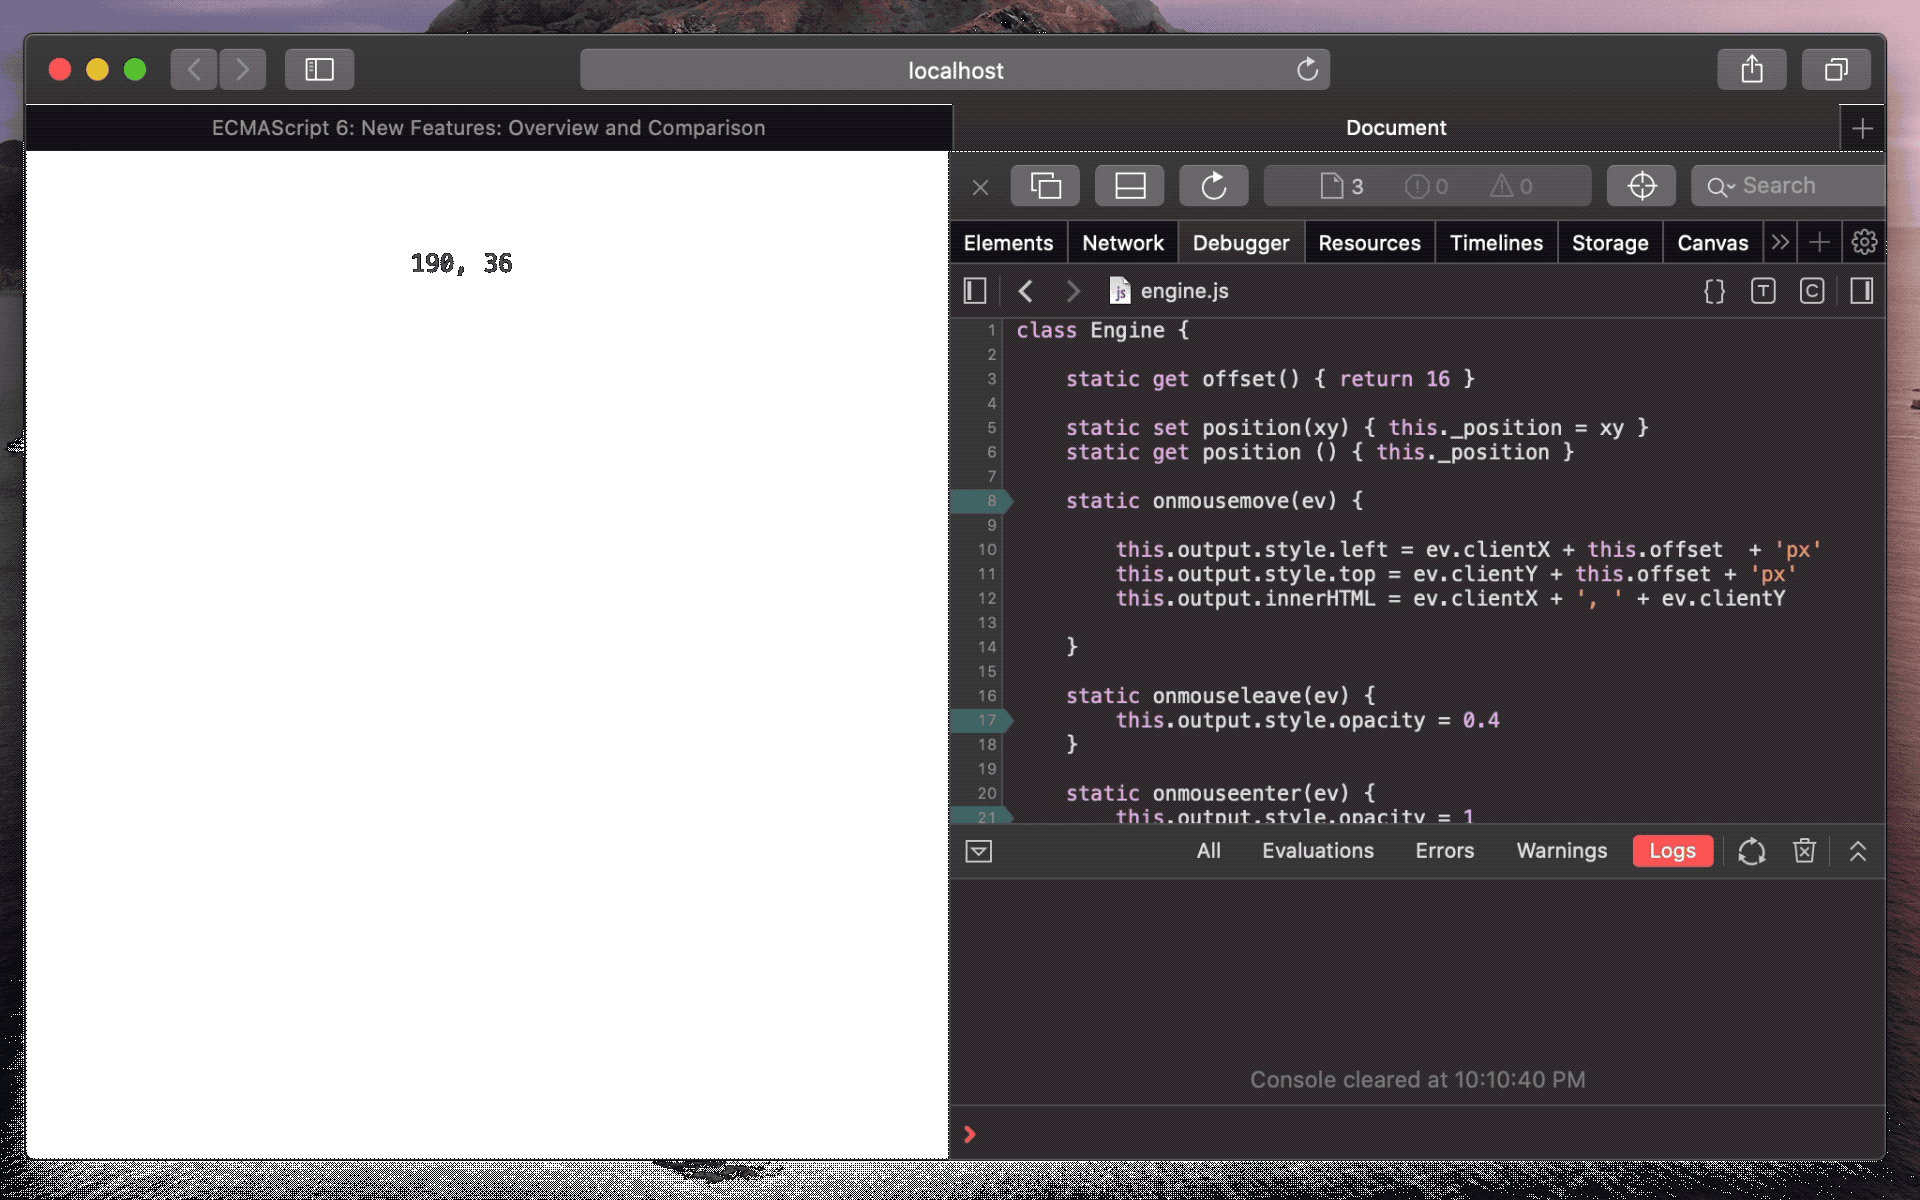 localhost
ECMAScript 6: New Features: Overview and Comparison
Document
190, 36
3 0 0 Search
Elements Network Debugger Resources Timelines Storage Canvas
js engine.js {} T C
1 class Engine {
2
3 static get offset() { return 16 }
4
5 static set position(xy) { this._position = xy }
6 static get position () { this._position }
7
8 static onmousemove(ev) {
9
10 this.output.style.left = ev.clientX + this.offset  + 'px'
11 this.output.style.top = ev.clientY + this.offset + 'px'
12 this.output.innerHTML = ev.clientX + ', ' + ev.clientY
13
14 }
15
16 static onmouseleave(ev) {
17 this.output.style.opacity = 0.4
18 }
19
20 static onmouseenter(ev) {
21 this.output.style.opacity = 1
All Evaluations Errors Warnings Logs
Console cleared at 10:10:40 PM